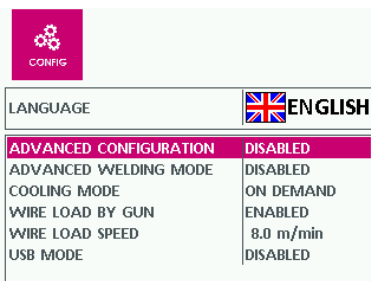 CONFIG
LANGUAGE ENGLISH
ADVANCED CONFIGURATION DISABLED
ADVANCED WELDING MODE DISABLED
COOLING MODE ON DEMAND
WIRE LOAD BY GUN ENABLED
WIRE LOAD SPEED 8.0 m/min
USB MODE DISABLED